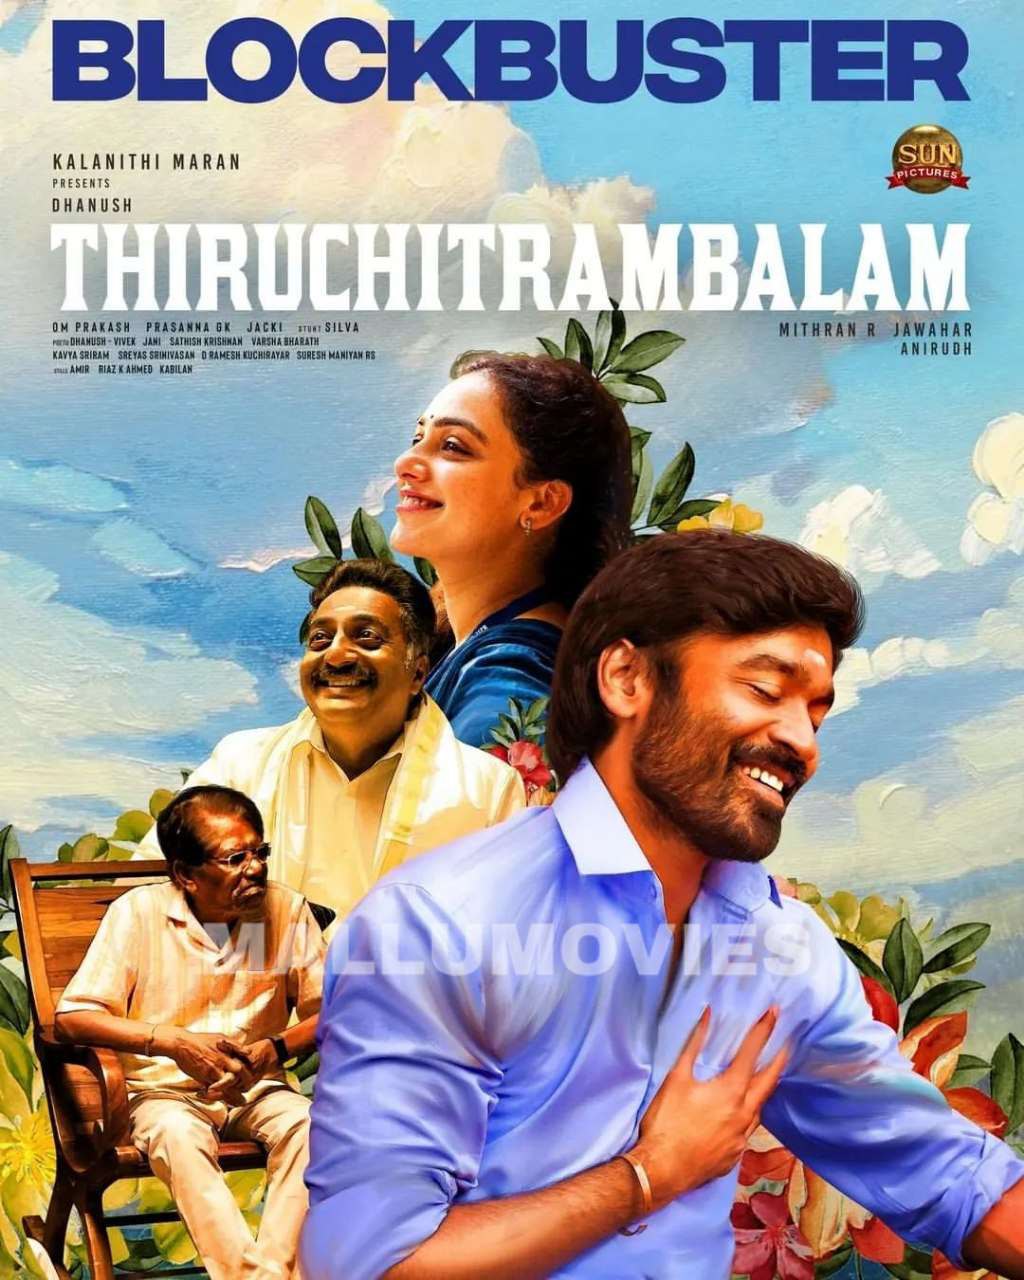 BLOCKBUSTER
KALANITHI MARAN
PRESENTS
DHANUSH
SUN
PICTURES
THIRUCHITRAMBALAM
OM PRAKASH PRASANNA GK JACKI STUNT SILVA
POETU DHANUSH - VIVEK JANI SATHISH KRISHNAN VARSHA BHARATH
KAVYA SRIRAM SREYAS SRINIVASAN D RAMESH KUCHIRAYAR SURESH MANIYAN RS
STILLS AMIR RIAZ K AHMED KABILAN
MITHRAN R JAWAHAR
ANIRUDH
MALLUMOVIES